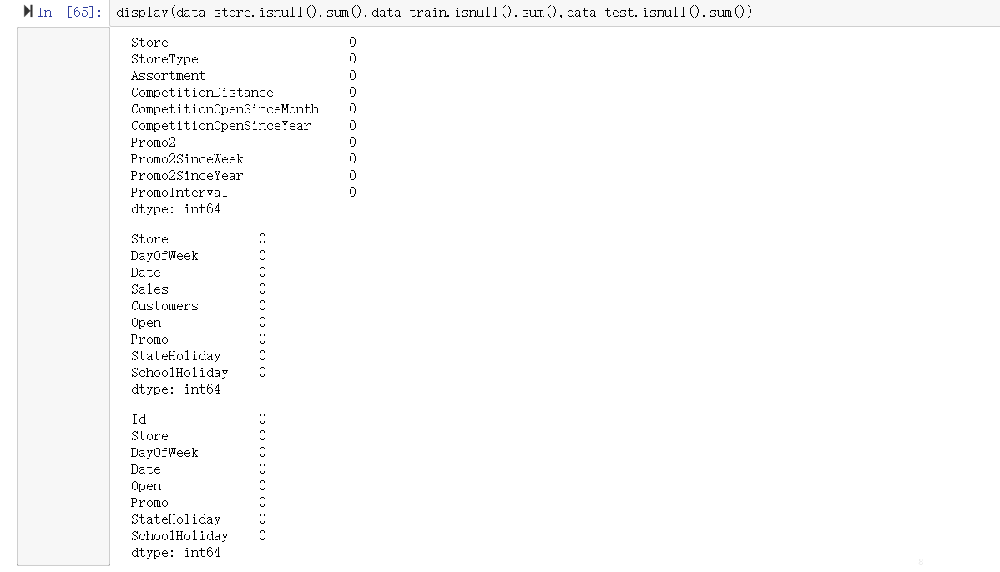 In [65]: display(data_store.isnull().sum(),data_train.isnull().sum(),data_test.isnull().sum())
Store 0
StoreType 0
Assortment 0
CompetitionDistance 0
CompetitionOpenSinceMonth 0
CompetitionOpenSinceYear 0
Promo2 0
Promo2SinceWeek 0
Promo2SinceYear 0
PromoInterval 0
dtype: int64
Store 0
DayOfWeek 0
Date 0
Sales 0
Customers 0
Open 0
Promo 0
StateHoliday 0
SchoolHoliday 0
dtype: int64
Id 0
Store 0
DayOfWeek 0
Date 0
Open 0
Promo 0
StateHoliday 0
SchoolHoliday 0
dtype: int64